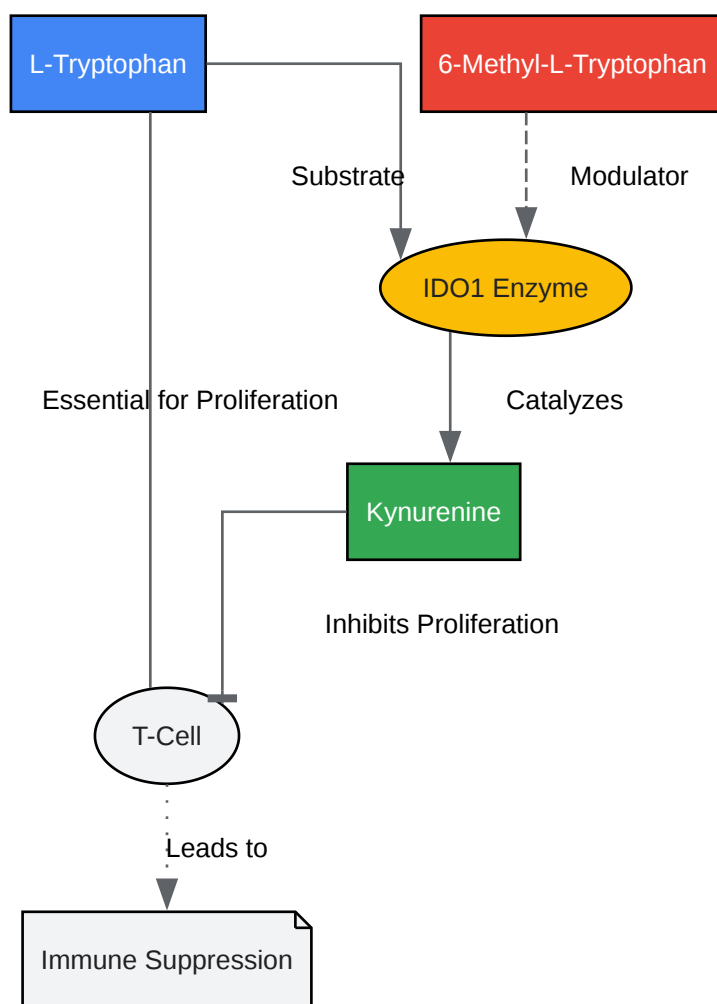 L-Tryptophan
6-Methyl-L-Tryptophan
Substrate
Modulator
IDO1 Enzyme
Essential for Proliferation
Catalyzes
Kynurenine
Inhibits Proliferation
T-Cell
Leads to
Immune Suppression